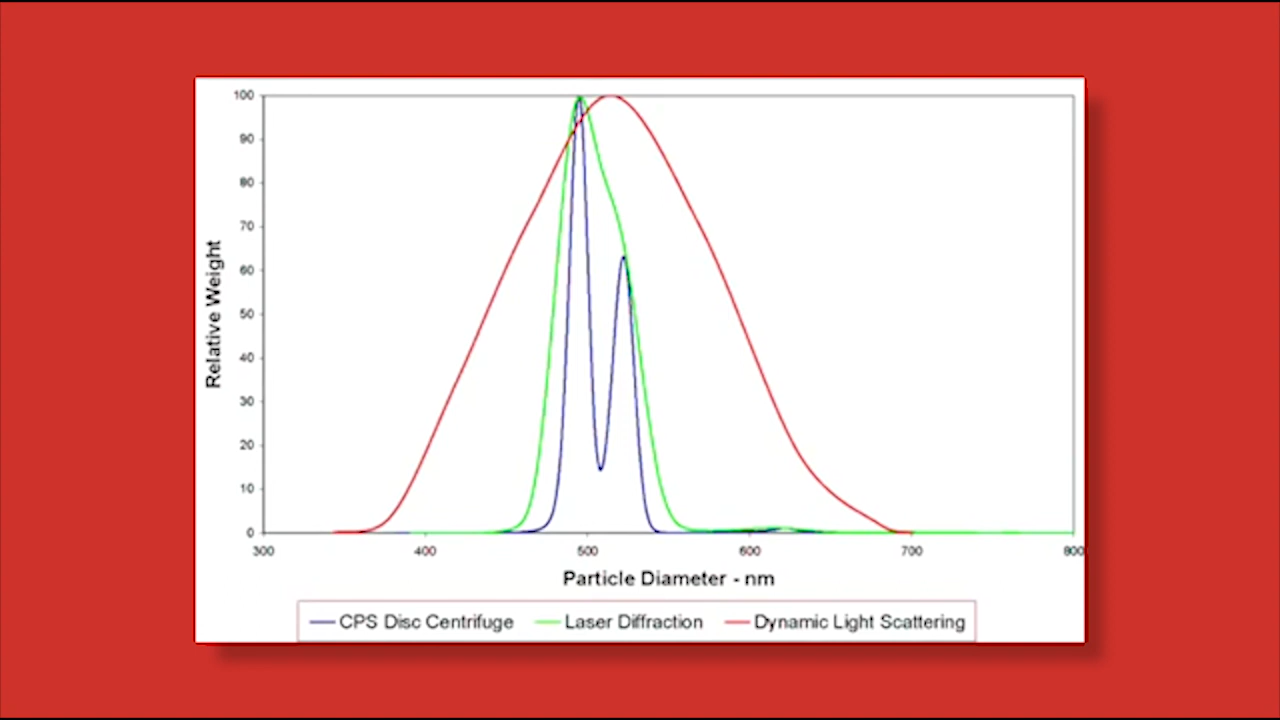 100
90
80
70
60
50
40
30
20
10
0
Relative Weight
300 400 500 600 700 800
Particle Diameter - nm
CPS Disc Centrifuge Laser Diffraction Dynamic Light Scattering